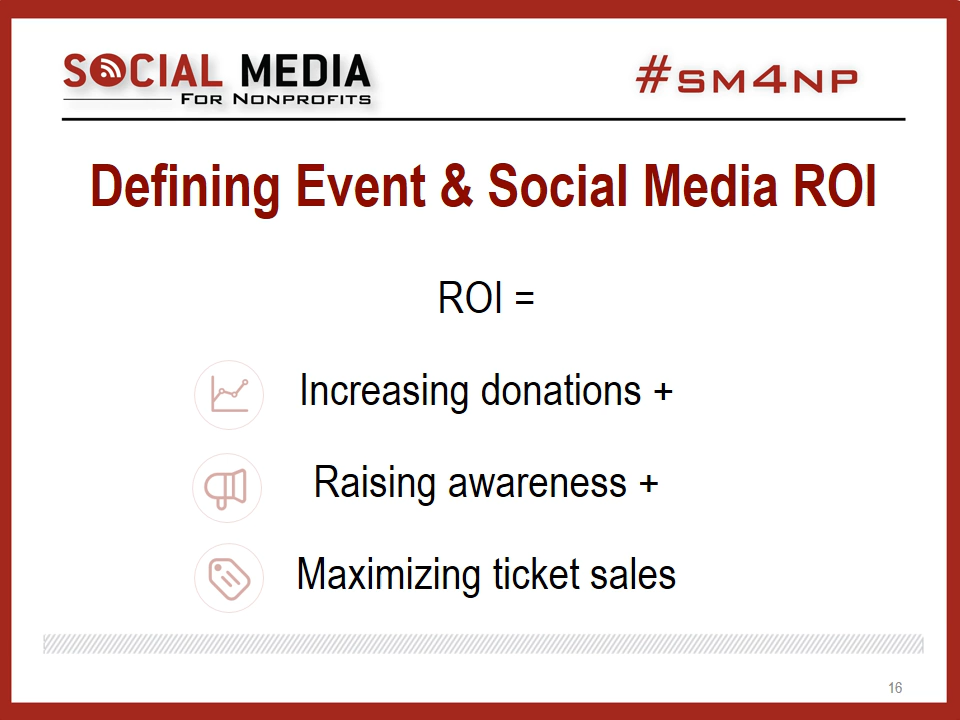 SOCIAL MEDIA
FOR NONPROFITS
#SM4NP
Defining Event & Social Media ROI
ROI =
Increasing donations +
Raising awareness +
Maximizing ticket sales
16